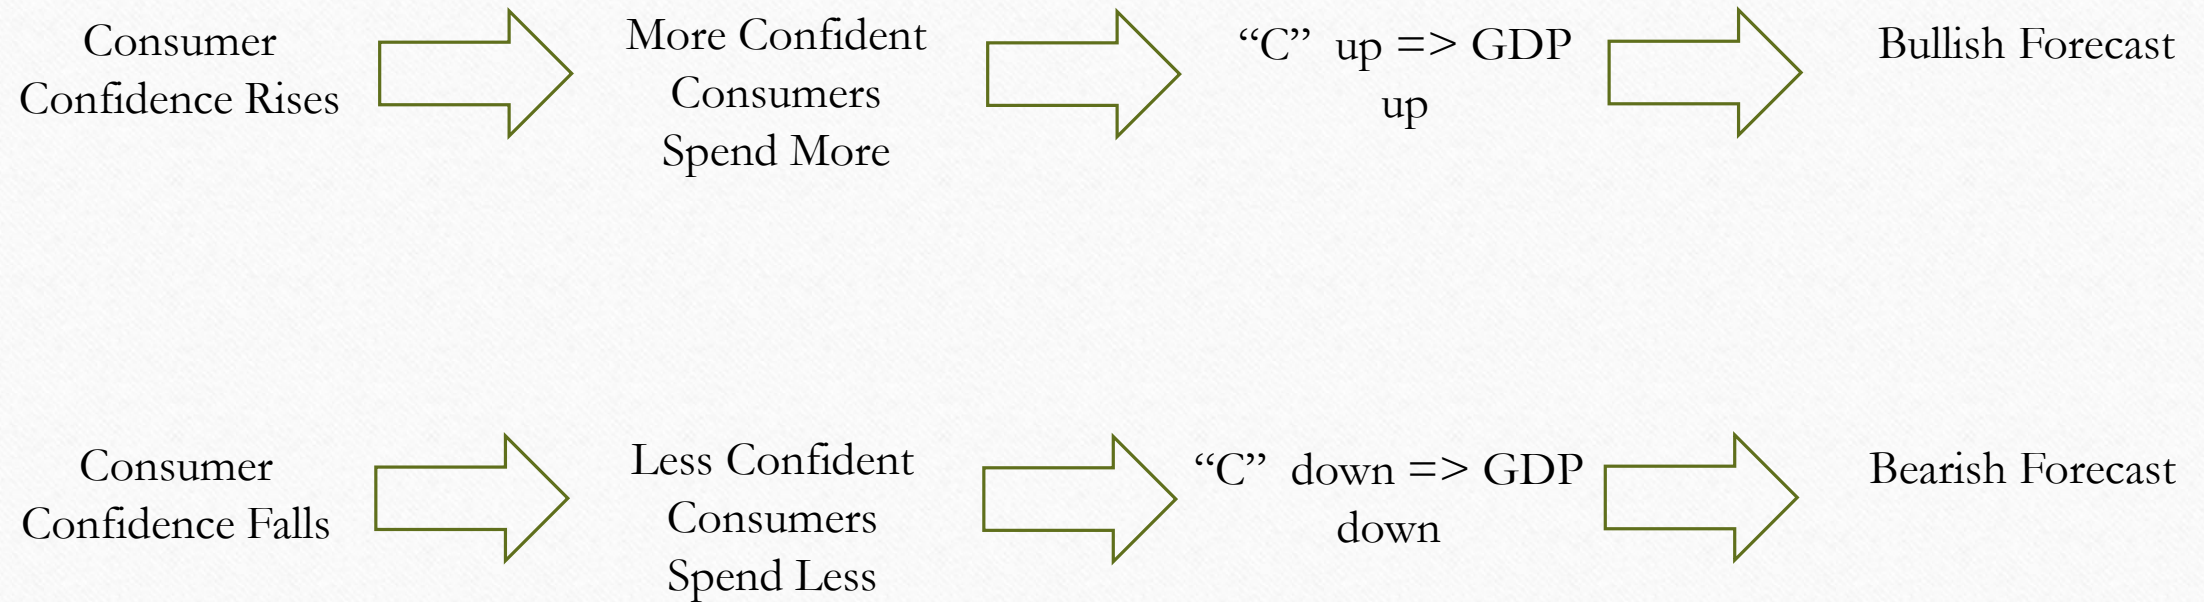 Consumer
Confidence Rises
More Confident
Consumers
Spend More
“C”  up => GDP
up
Bullish Forecast
Consumer
Confidence Falls
Less Confident
Consumers
Spend Less
“C”  down => GDP
down
Bearish Forecast